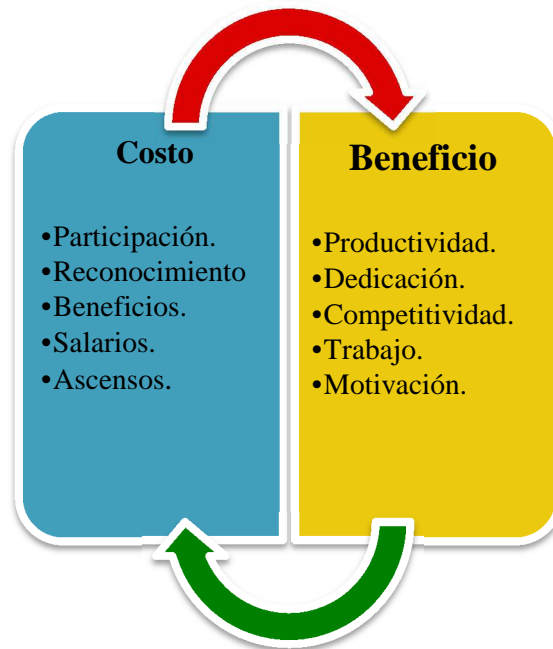 Costo
•Participación.
•Reconocimiento
•Beneficios.
•Salarios.
•Ascensos.
Beneficio
•Productividad.
•Dedicación.
•Competitividad.
•Trabajo.
•Motivación.